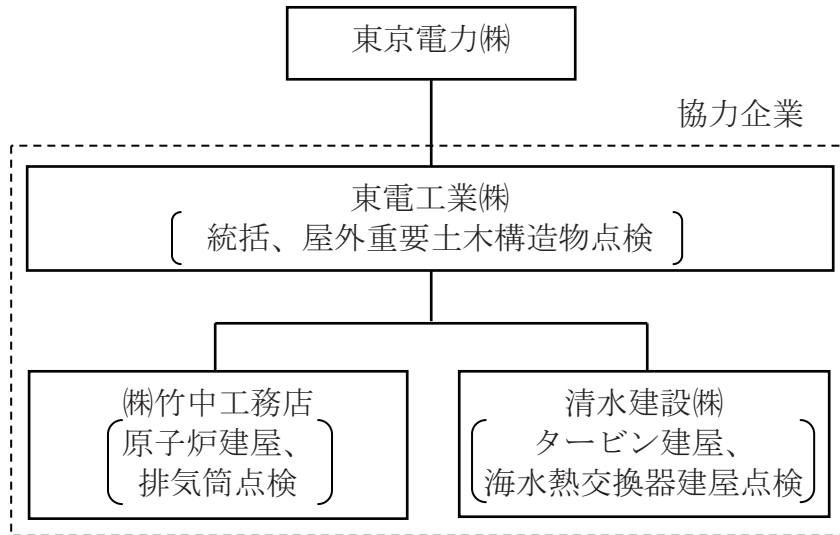 東京電力㈱
協力企業
東電工業㈱
統括、屋外重要土木構造物点検
㈱竹中工務店
原子炉建屋、
排気筒点検
清水建設㈱
タービン建屋、
海水熱交換器建屋点検